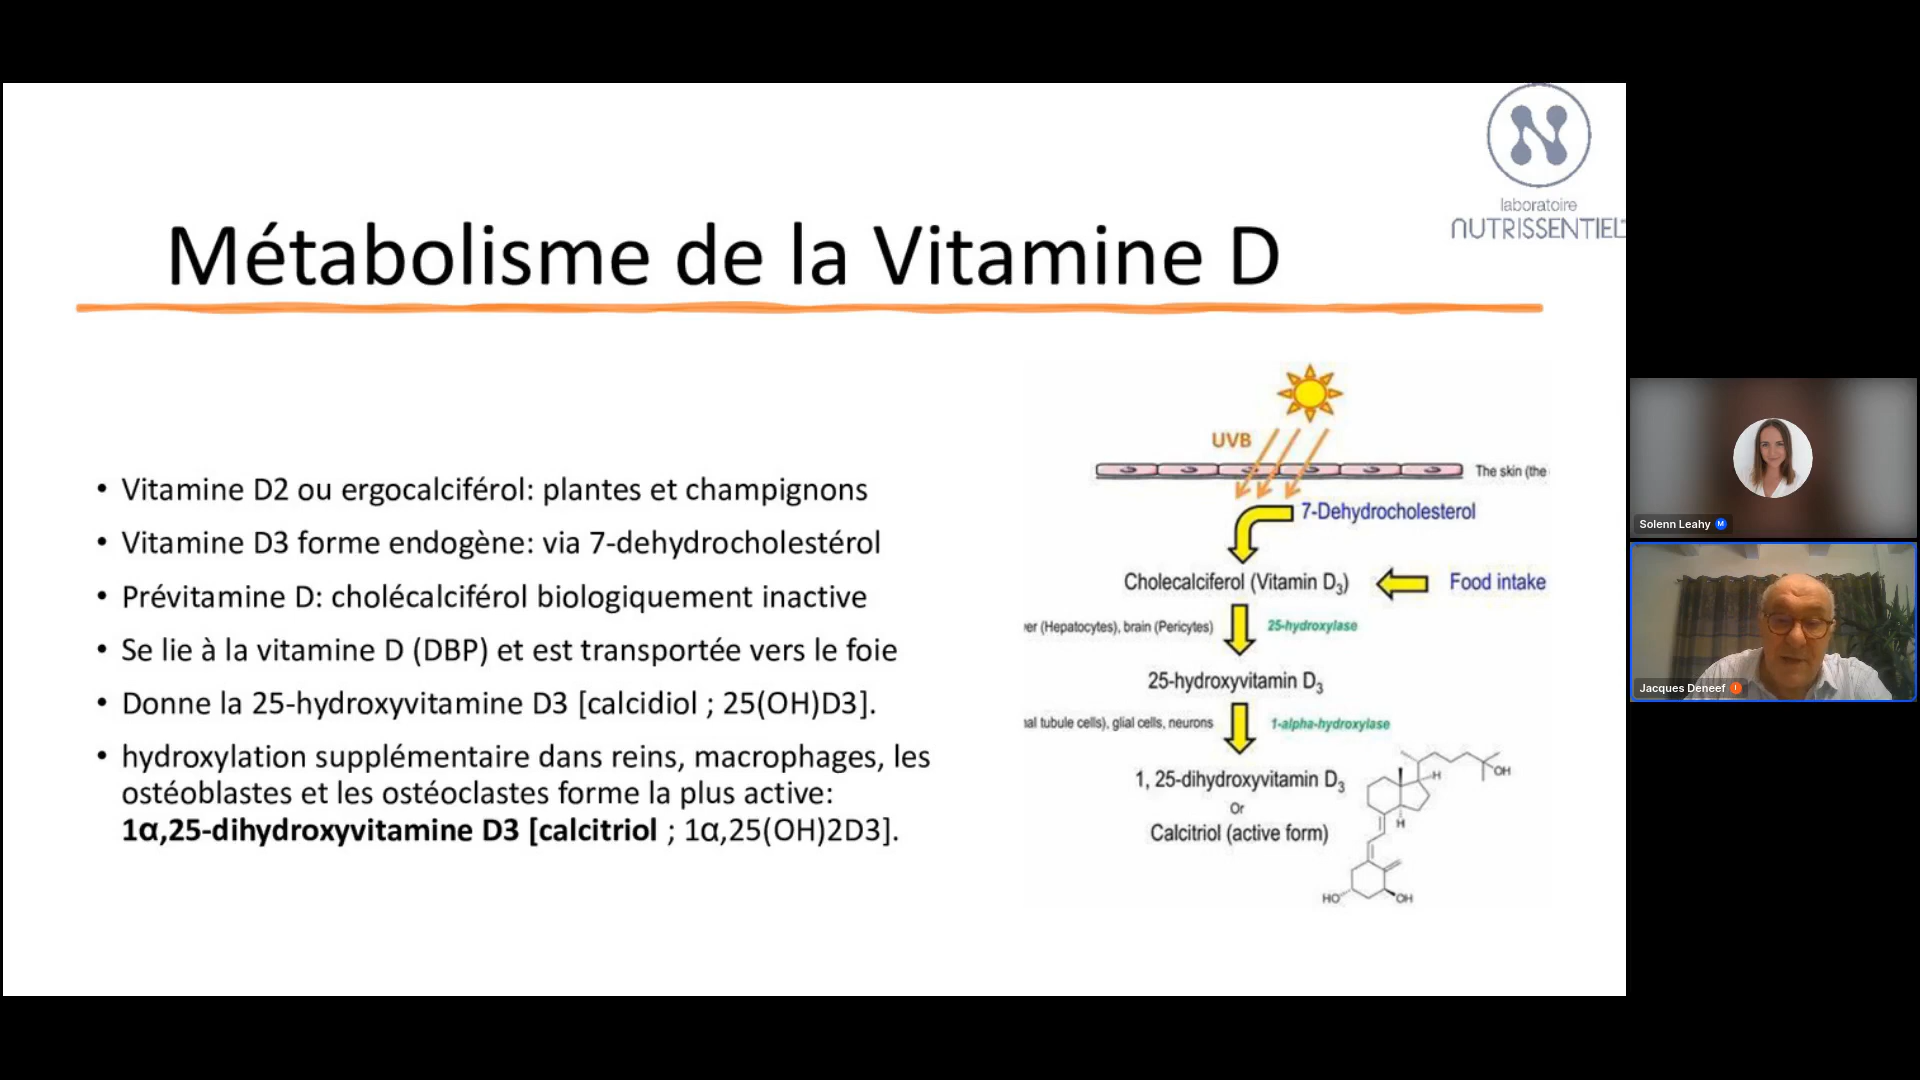 laboratoire
NUTRISSENTIEL
Métabolisme de la Vitamine D
• Vitamine D2 ou ergocalciférol: plantes et champignons
• Vitamine D3 forme endogène: via 7-dehydrocholestérol
• Prévitamine D: cholécalciférol biologiquement inactive
• Se lie à la vitamine D (DBP) et est transportée vers le foie
• Donne la 25-hydroxyvitamine D3 [calcidiol ; 25(OH)D3].
• hydroxylation supplémentaire dans reins, macrophages, les
ostéoblastes et les ostéoclastes forme la plus active:
1α,25-dihydroxyvitamine D3 [calcitriol ; 1α,25(OH)2D3].
UVB
The skin (the
7-Dehydrocholesterol
Cholecalciferol (Vitamin D3)
Food intake
er (Hepatocytes), brain (Pericytes)
25-hydroxylase
25-hydroxyvitamin D3
al tubule cells), glial cells, neurons
1-alpha-hydroxylase
1, 25-dihydroxyvitamin D3
Or
Calcitriol (active form)
OH
H
H
HO
OH
Solenn Leahy M
Jacques Deneef I